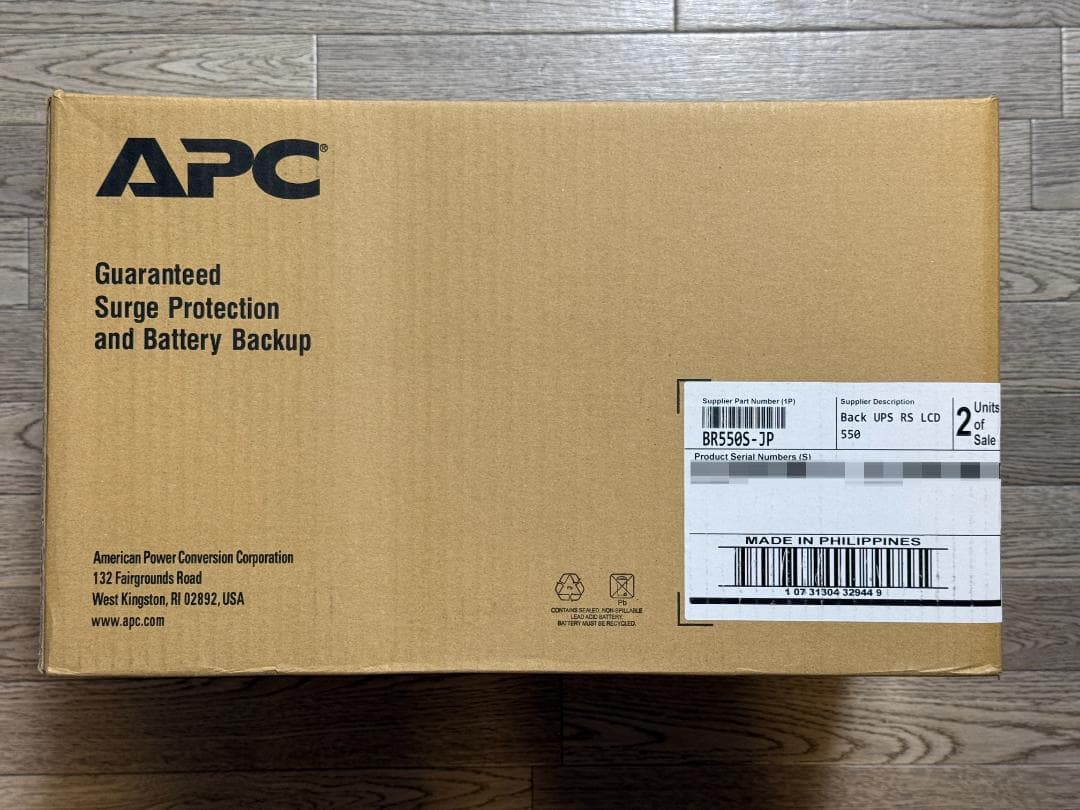 APC®
Guaranteed
Surge Protection
and Battery Backup
Supplier Part Number (1P)
BR550S-JP
Supplier Description
Back UPS RS LCD
550
2 Units
of
Sale
Product Serial Numbers (S)
MADE IN PHILIPPINES
1 07 31304 32944 9
American Power Conversion Corporation
132 Fairgrounds Road
West Kingston, RI 02892, USA
www.apc.com
Pb
Pb
CONTAINS SEALED, NON-SPILLABLE
LEAD ACID BATTERY.
BATTERY MUST BE RECYCLED.